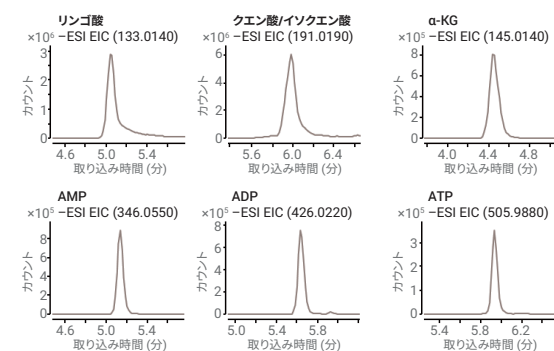 リンゴ酸
×10⁶ –ESI EIC (133.0140)
3
2
1
0
カウント
4.6 5.0 5.4
取り込み時間 (分)
クエン酸/イソクエン酸
×10⁶ –ESI EIC (191.0190)
6
4
2
0
カウント
5.6 6.0 6.4
取り込み時間 (分)
α-KG
×10⁵ –ESI EIC (145.0140)
8
6
4
2
0
カウント
4.0 4.4 4.8
取り込み時間 (分)
AMP
×10⁵ –ESI EIC (346.0550)
8
6
4
2
0
カウント
4.6 5.0 5.4
取り込み時間 (分)
ADP
×10⁵ –ESI EIC (426.0220)
8
6
4
2
0
カウント
5.0 5.4 5.8
取り込み時間 (分)
ATP
×10⁵ –ESI EIC (505.9880)
3
2
1
0
カウント
5.4 5.8 6.2
取り込み時間 (分)